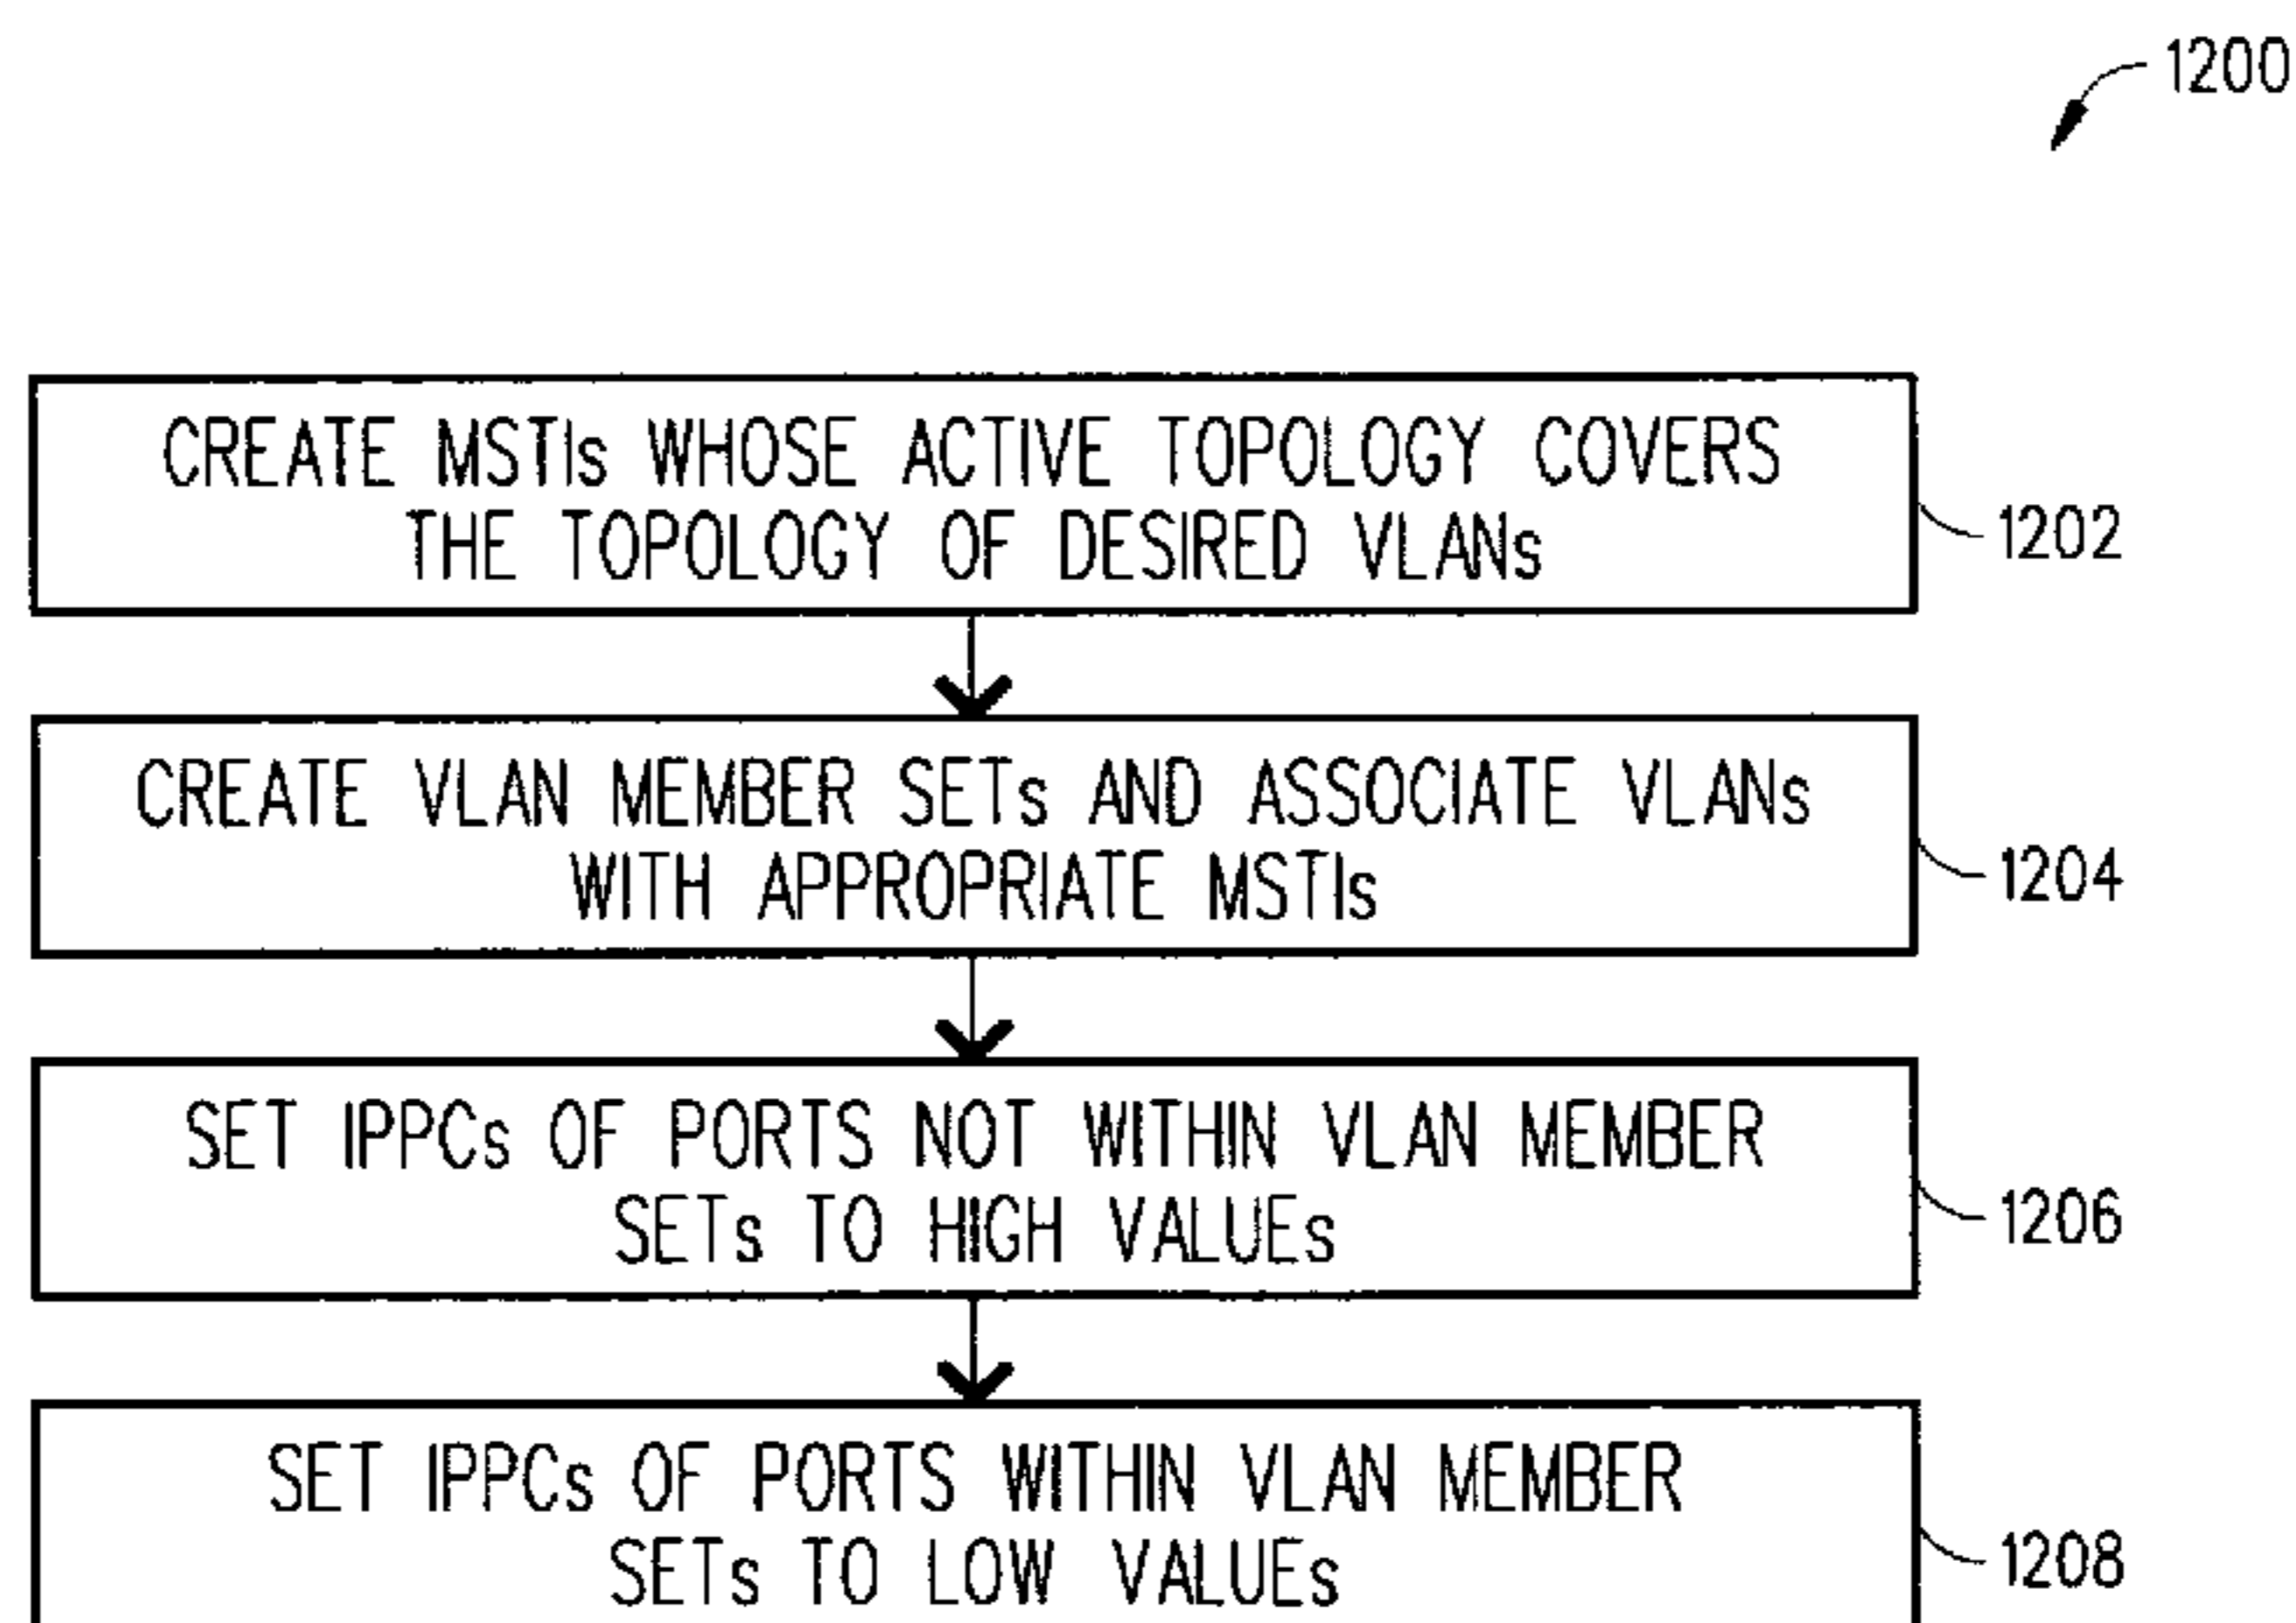 1200
CREATE MSTIs WHOSE ACTIVE TOPOLOGY COVERS
THE TOPOLOGY OF DESIRED VLANs
1202
CREATE VLAN MEMBER SETs AND ASSOCIATE VLANs
WITH APPROPRIATE MSTIs
1204
SET IPPCs OF PORTS NOT WITHIN VLAN MEMBER
SETs TO HIGH VALUEs
1206
SET IPPCs OF PORTS WITHIN VLAN MEMBER
SETs TO LOW VALUEs
1208